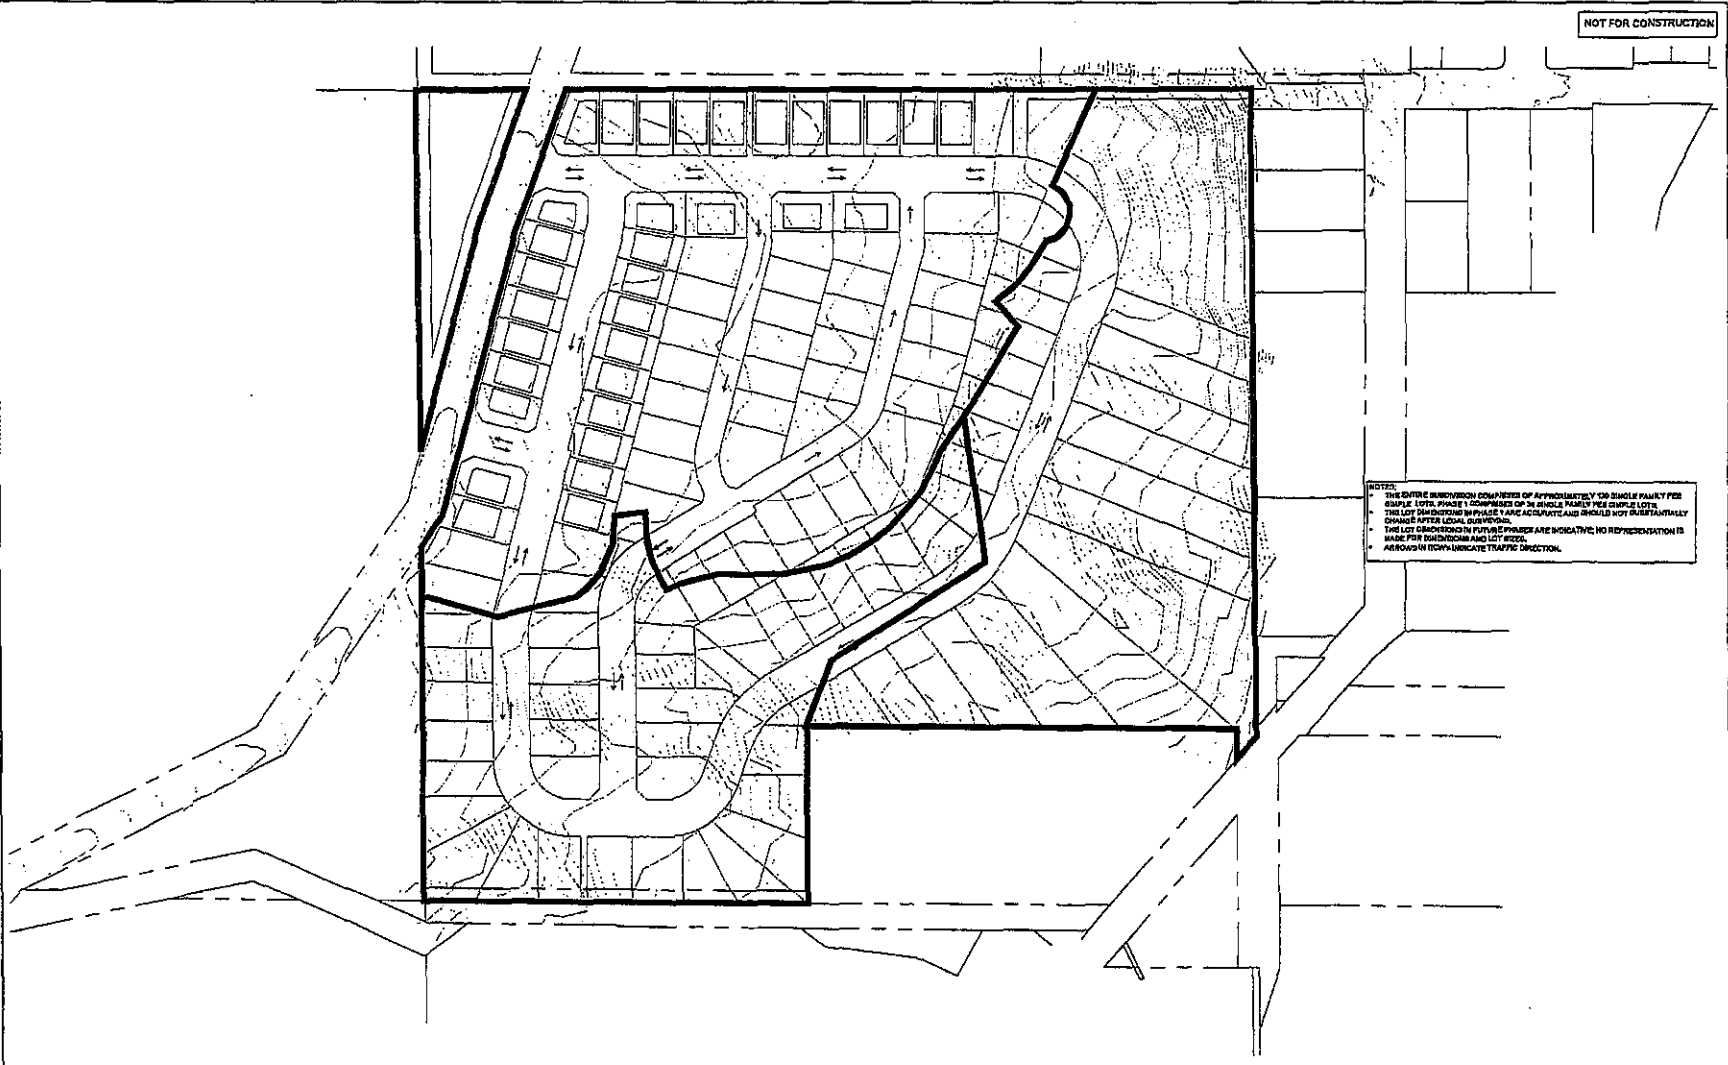 NOT FOR CONSTRUCTION
NOTES:
THE ENTIRE SUBDIVISION COMPRISES OF APPROXIMATELY SINGLE FAMILY FEE
SIMPLE LOTS. PHASE 1 COMPRISES OF SINGLE FAMILY FEE SIMPLE LOTS.
THE LOT DIMENSIONS IN PHASE 1 ARE ACCURATE AND SHOULD NOT SUBSTANTIALLY
CHANGE AFTER LEGAL SURVEYING.
THE LOT DIMENSIONS IN FUTURE PHASES ARE INDICATIVE; NO REPRESENTATION IS
MADE FOR DIMENSIONS AND LOT SIZES.
ARROWS IN INDICATE TRAFFIC DIRECTION.